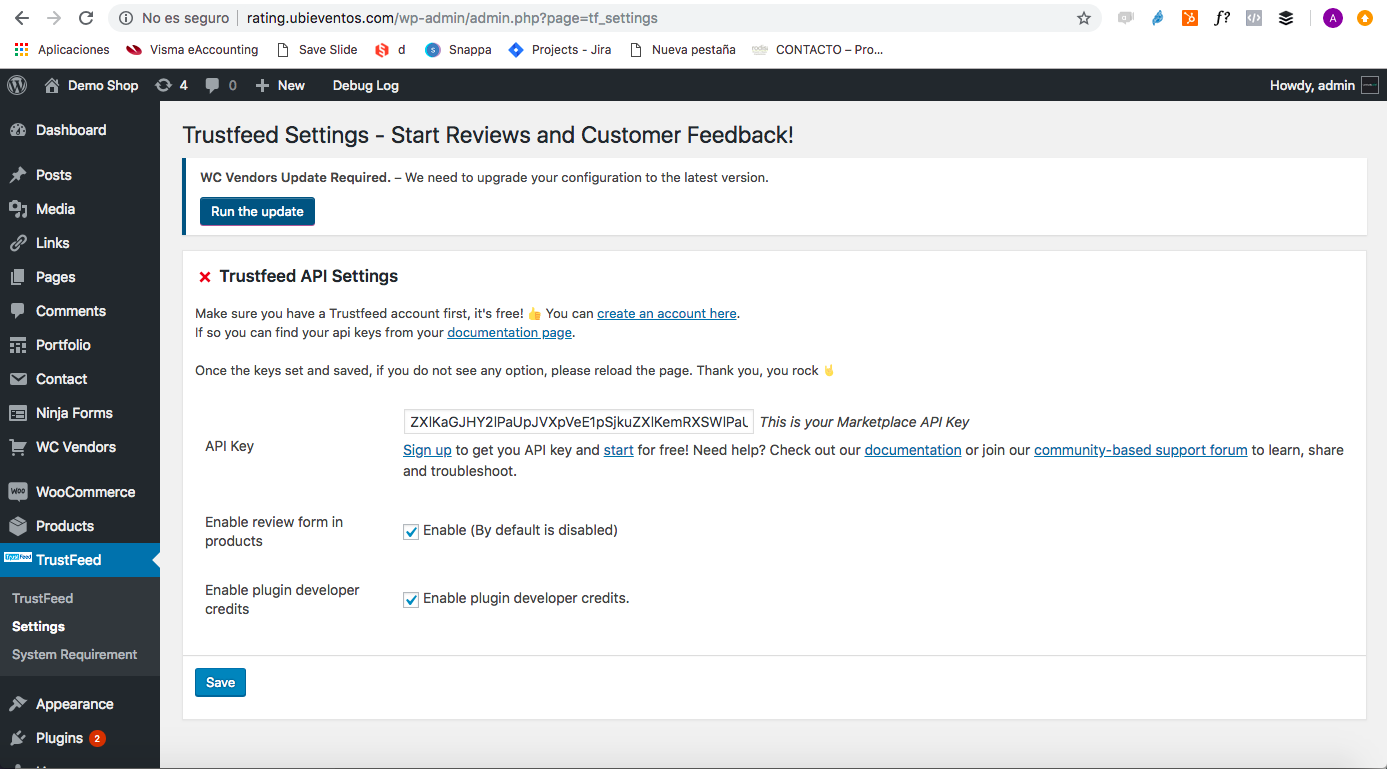 No es seguro rating.ubieventos.com/wp-admin/admin.php?page=tf_settings
f?
A
Aplicaciones Visma eAccounting Save Slide d Snappa Projects - Jira Nueva pestaña CONTACTO – Pro...
Demo Shop 4 0 New Debug Log Howdy, admin
Dashboard
Posts
Media
Links
Pages
Comments
Portfolio
Contact
Ninja Forms
WC Vendors
WooCommerce
Products
TrustFeed
TrustFeed
Settings
System Requirement
Appearance
Plugins 2
Trustfeed Settings - Start Reviews and Customer Feedback!
WC Vendors Update Required. – We need to upgrade your configuration to the latest version.
Run the update
Trustfeed API Settings
Make sure you have a Trustfeed account first, it's free! 👍 You can create an account here.
If so you can find your api keys from your documentation page.
Once the keys set and saved, if you do not see any option, please reload the page. Thank you, you rock 🤘
API Key
ZXlKaGJHY2lPaUpJVXpVeE1pSjkuZXlKemRXSWlPaU This is your Marketplace API Key
Sign up to get you API key and start for free! Need help? Check out our documentation or join our community-based support forum to learn, share
and troubleshoot.
Enable review form in
products
Enable (By default is disabled)
Enable plugin developer
credits
Enable plugin developer credits.
Save